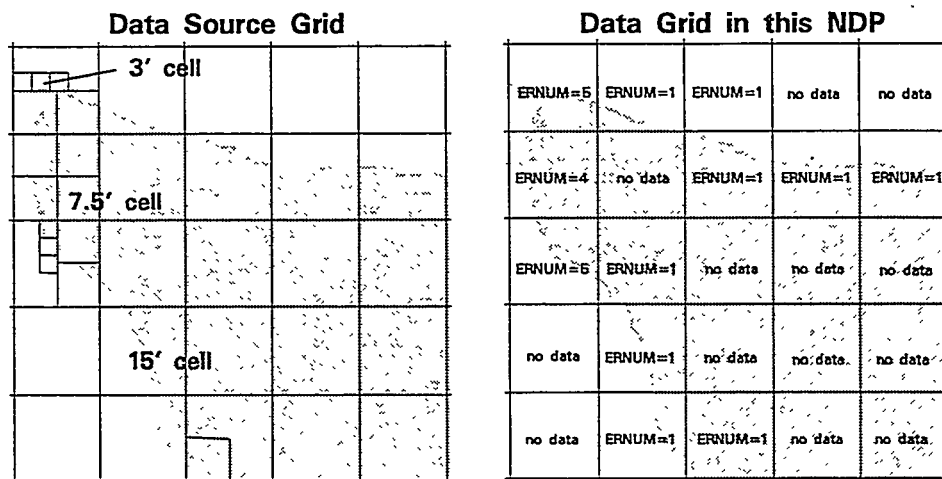 Data Source Grid
3' cell
7.5' cell
15' cell
Data Grid in this NDP
ERNUM=5 ERNUM=1 ERNUM=1 no data no data
ERNUM=4 no data ERNUM=1 ERNUM=1 ERNUM=1
ERNUM=5 ERNUM=1 no data no data no data
no data ERNUM=1 no data no data no data
no data ERNUM=1 ERNUM=1 no data no data